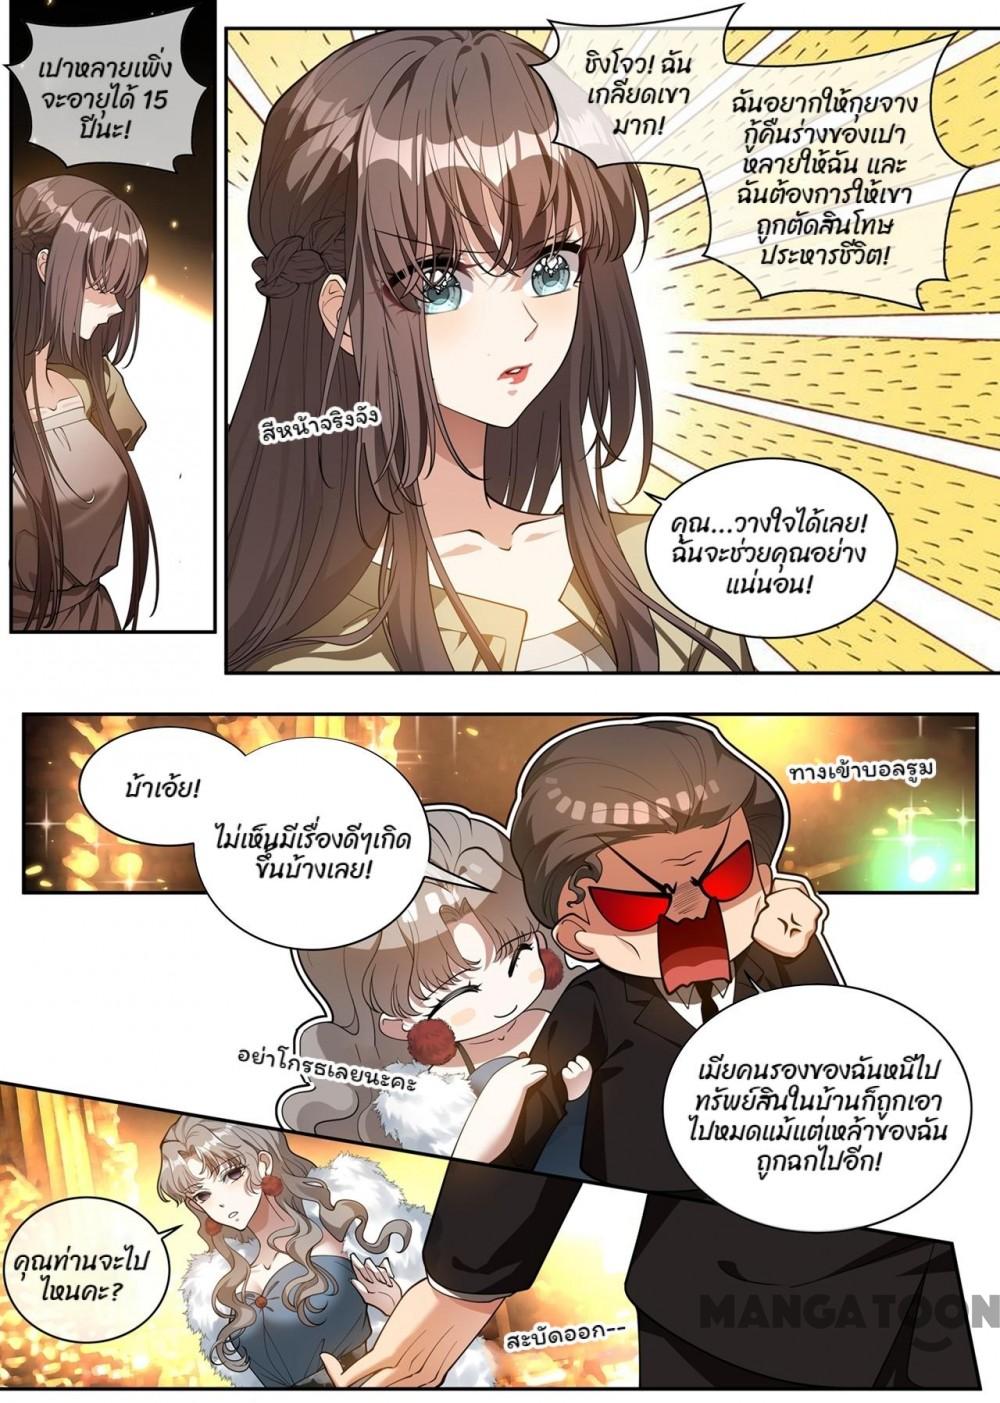 เปาหลายเพิ่ง
จะอายุได้ 15
ปีนะ!
ชิงโจว! ฉัน
เกลียดเขา
มาก!
ฉันอยากให้กุยจาง
กู้คืนร่างของเปา
หลายให้ฉัน และ
ฉันต้องการให้เขา
ถูกตัดสินโทษ
ประหารชีวิต!
สีหน้าจริงจัง
คุณ...วางใจได้เลย!
ฉันจะช่วยคุณอย่าง
แน่นอน!
ทางเข้าบอลรูม
บ้าเอ้ย!
ไม่เห็นมีเรื่องดีๆเกิด
ขึ้นบ้างเลย!
อย่าโกรธเลยนะคะ
เมียคนรองของฉันหนีไป
ทรัพย์สินในบ้านก็ถูกเอา
ไปหมดแม้แต่เหล้าของฉัน
ถูกฉกไปอีก!
คุณท่านจะไป
ไหนคะ?
สะบัดออก--
MANGATOON